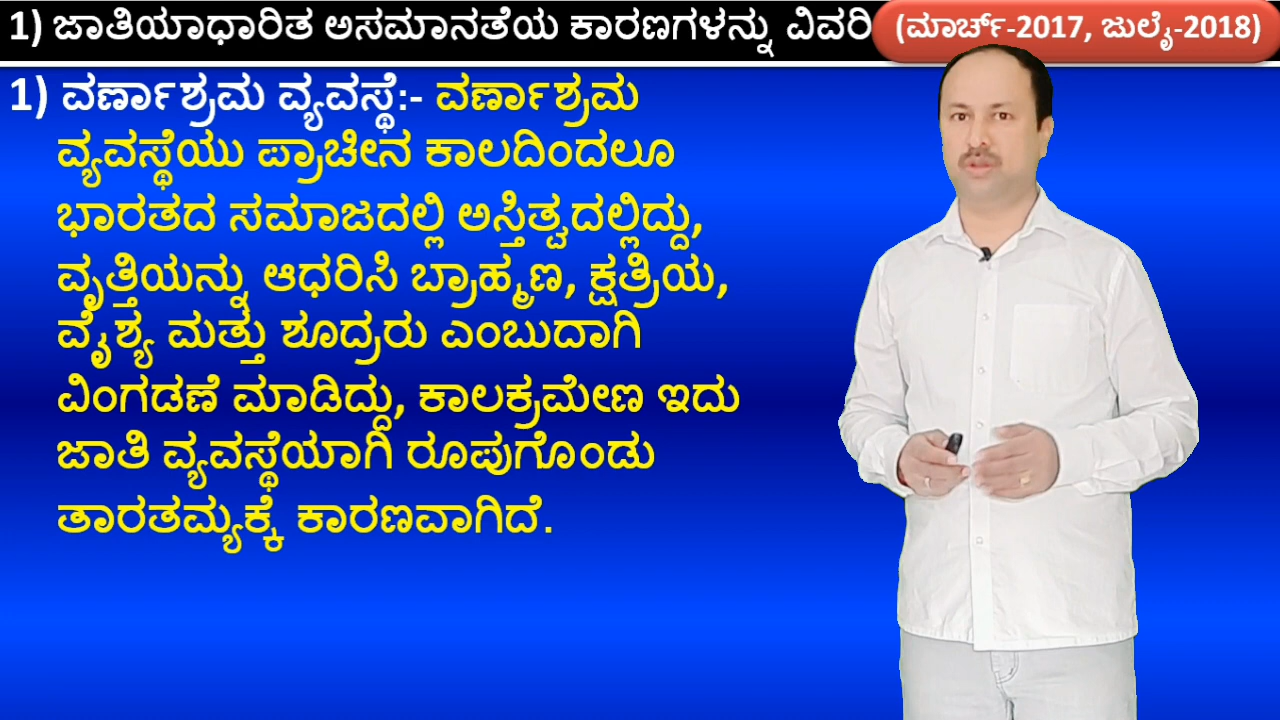 1) ಜಾತಿಯಾಧಾರಿತ ಅಸಮಾನತೆಯ ಕಾರಣಗಳನ್ನು ವಿವರಿ (ಮಾರ್ಚ್-2017, ಜುಲೈ-2018)
1) ವರ್ಣಾಶ್ರಮ ವ್ಯವಸ್ಥೆ:- ವರ್ಣಾಶ್ರಮ
ವ್ಯವಸ್ಥೆಯು ಪ್ರಾಚೀನ ಕಾಲದಿಂದಲೂ
ಭಾರತದ ಸಮಾಜದಲ್ಲಿ ಅಸ್ತಿತ್ವದಲ್ಲಿದ್ದು,
ವೃತ್ತಿಯನ್ನು ಆಧರಿಸಿ ಬ್ರಾಹ್ಮಣ, ಕ್ಷತ್ರಿಯ,
ವೈಶ್ಯ ಮತ್ತು ಶೂದ್ರರು ಎಂಬುದಾಗಿ
ವಿಂಗಡಣೆ ಮಾಡಿದ್ದು, ಕಾಲಕ್ರಮೇಣ ಇದು
ಜಾತಿ ವ್ಯವಸ್ಥೆಯಾಗಿ ರೂಪುಗೊಂಡು
ತಾರತಮ್ಯಕ್ಕೆ ಕಾರಣವಾಗಿದೆ.